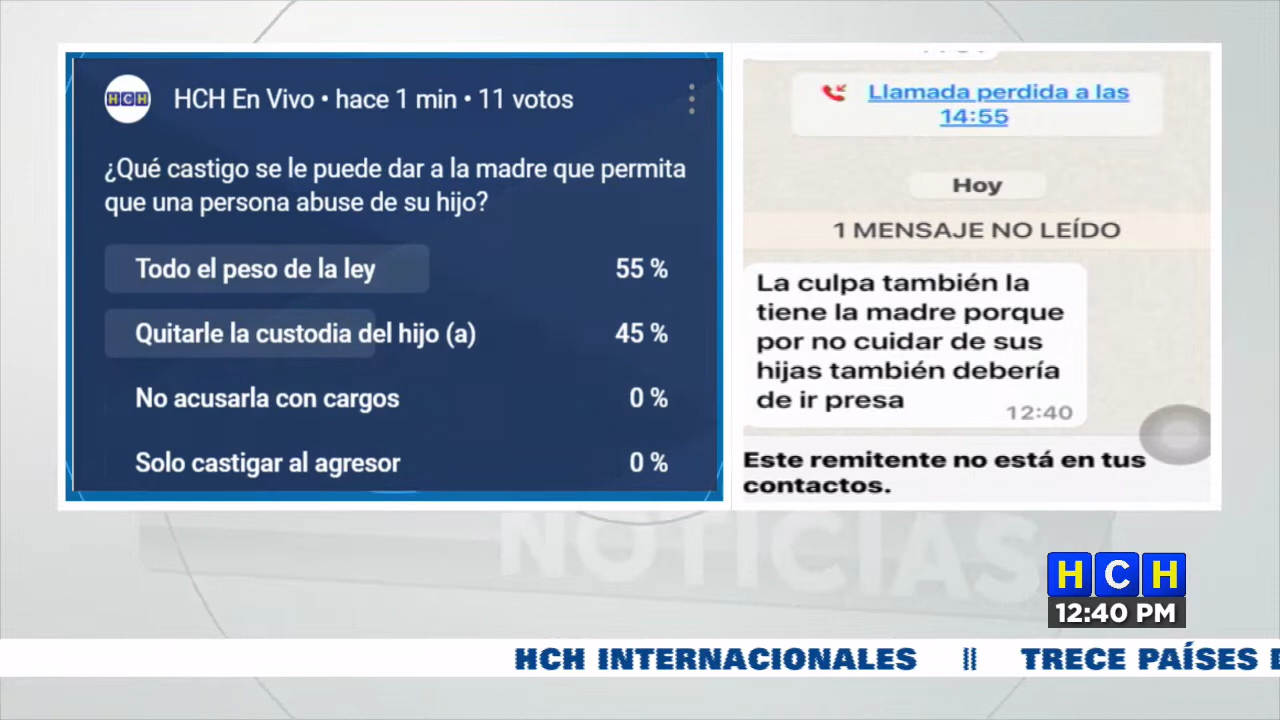 HCH
HCH En Vivo • hace 1 min • 11 votos
¿Qué castigo se le puede dar a la madre que permita
que una persona abuse de su hijo?
Todo el peso de la ley 55 %
Quitarle la custodia del hijo (a) 45 %
No acusarla con cargos 0 %
Solo castigar al agresor 0 %
Llamada perdida a las
14:55
Hoy
1 MENSAJE NO LEÍDO
La culpa también la
tiene la madre porque
por no cuidar de sus
hijas también debería
de ir presa
12:40
Este remitente no está en tus
contactos.
NOTICIAS
HCH
12:40 PM
HCH INTERNACIONALES || TRECE PAÍSES